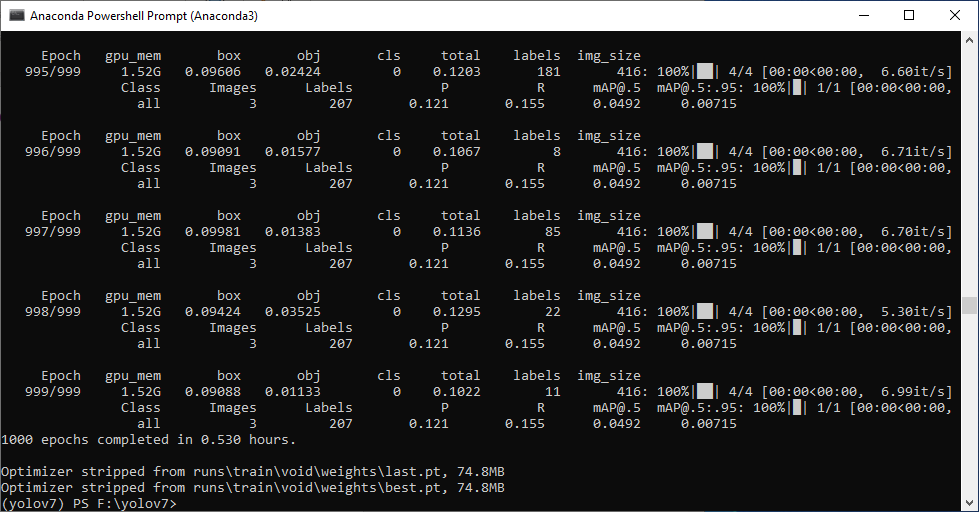 Anaconda Powershell Prompt (Anaconda3)
Epoch gpu_mem box obj cls total labels img_size
995/999 1.52G 0.09606 0.02424 0 0.1203 181 416: 100%|██| 4/4 [00:00<00:00, 6.60it/s]
Class Images Labels P R mAP@.5 mAP@.5:.95: 100%|█| 1/1 [00:00<00:00,
all 3 207 0.121 0.155 0.0492 0.00715
Epoch gpu_mem box obj cls total labels img_size
996/999 1.52G 0.09091 0.01577 0 0.1067 8 416: 100%|██| 4/4 [00:00<00:00, 6.71it/s]
Class Images Labels P R mAP@.5 mAP@.5:.95: 100%|█| 1/1 [00:00<00:00,
all 3 207 0.121 0.155 0.0492 0.00715
Epoch gpu_mem box obj cls total labels img_size
997/999 1.52G 0.09981 0.01383 0 0.1136 85 416: 100%|██| 4/4 [00:00<00:00, 6.70it/s]
Class Images Labels P R mAP@.5 mAP@.5:.95: 100%|█| 1/1 [00:00<00:00,
all 3 207 0.121 0.155 0.0492 0.00715
Epoch gpu_mem box obj cls total labels img_size
998/999 1.52G 0.09424 0.03525 0 0.1295 22 416: 100%|██| 4/4 [00:00<00:00, 5.30it/s]
Class Images Labels P R mAP@.5 mAP@.5:.95: 100%|█| 1/1 [00:00<00:00,
all 3 207 0.121 0.155 0.0492 0.00715
Epoch gpu_mem box obj cls total labels img_size
999/999 1.52G 0.09088 0.01133 0 0.1022 11 416: 100%|██| 4/4 [00:00<00:00, 6.99it/s]
Class Images Labels P R mAP@.5 mAP@.5:.95: 100%|█| 1/1 [00:00<00:00,
all 3 207 0.121 0.155 0.0492 0.00715
1000 epochs completed in 0.530 hours.
Optimizer stripped from runs\train\void\weights\last.pt, 74.8MB
Optimizer stripped from runs\train\void\weights\best.pt, 74.8MB
(yolov7) PS F:\yolov7>